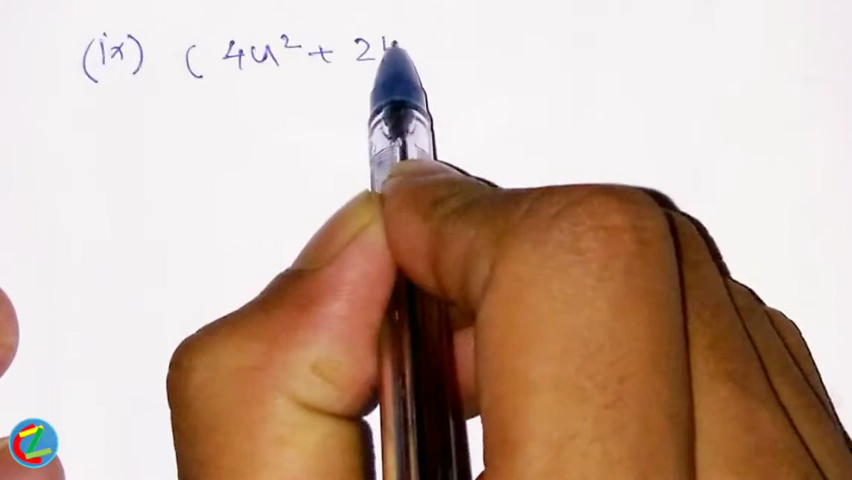 (ix) ( 4u² + 2